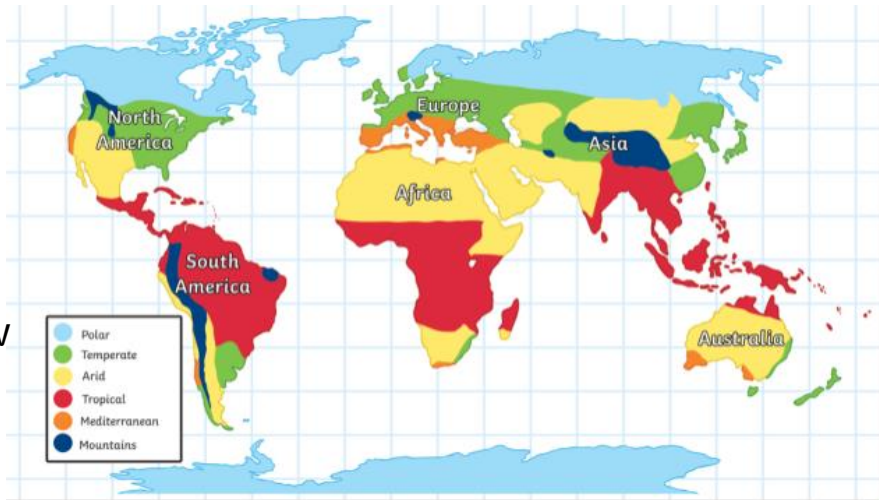 North
America
Europe
Asia
Africa
South
America
Australia
w
Polar
Temperate
Arid
Tropical
Mediterranean
Mountains